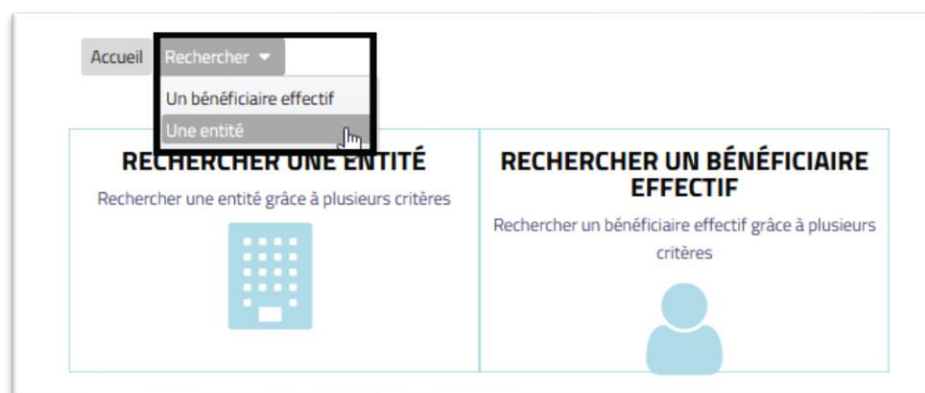 Accueil
Rechercher
Un bénéficiaire effectif
Une entité
RECHERCHER UNE ENTITÉ
Rechercher une entité grâce à plusieurs critères
RECHERCHER UN BÉNÉFICIAIRE
EFFECTIF
Rechercher un bénéficiaire effectif grâce à plusieurs
critères